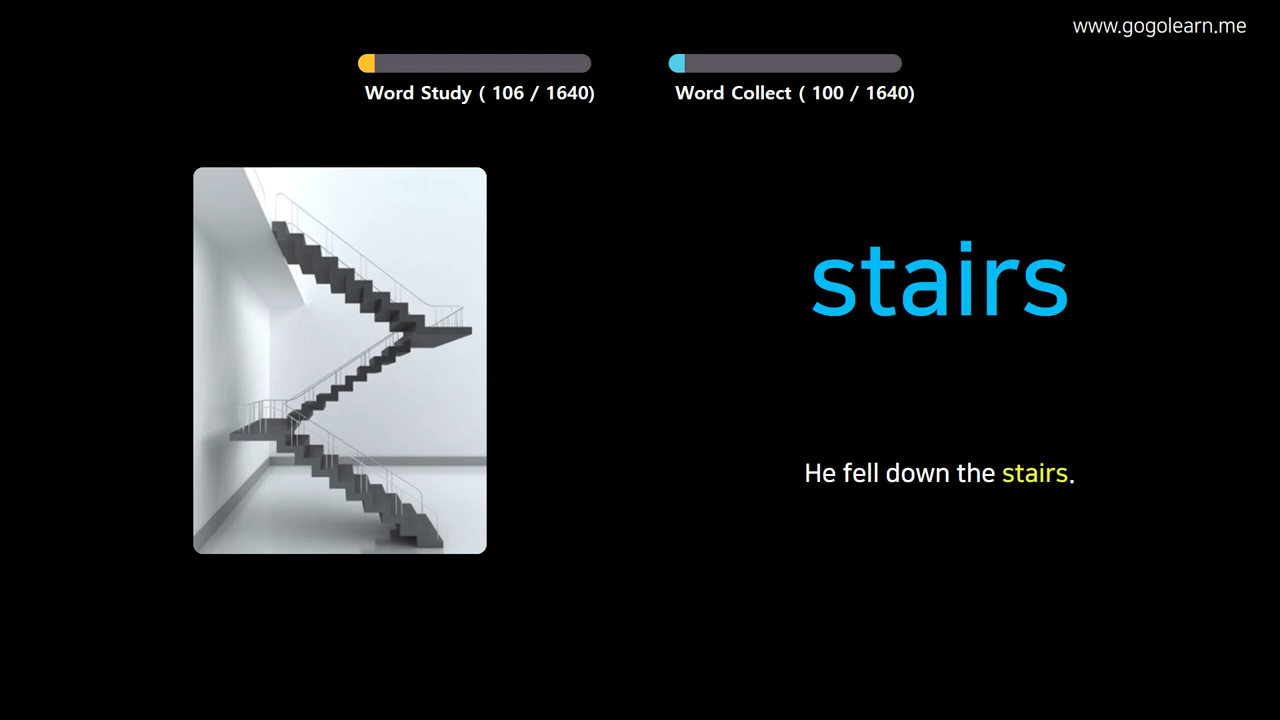 www.gogolearn.me
Word Study ( 106 / 1640)
Word Collect ( 100 / 1640)
stairs
He fell down the stairs.